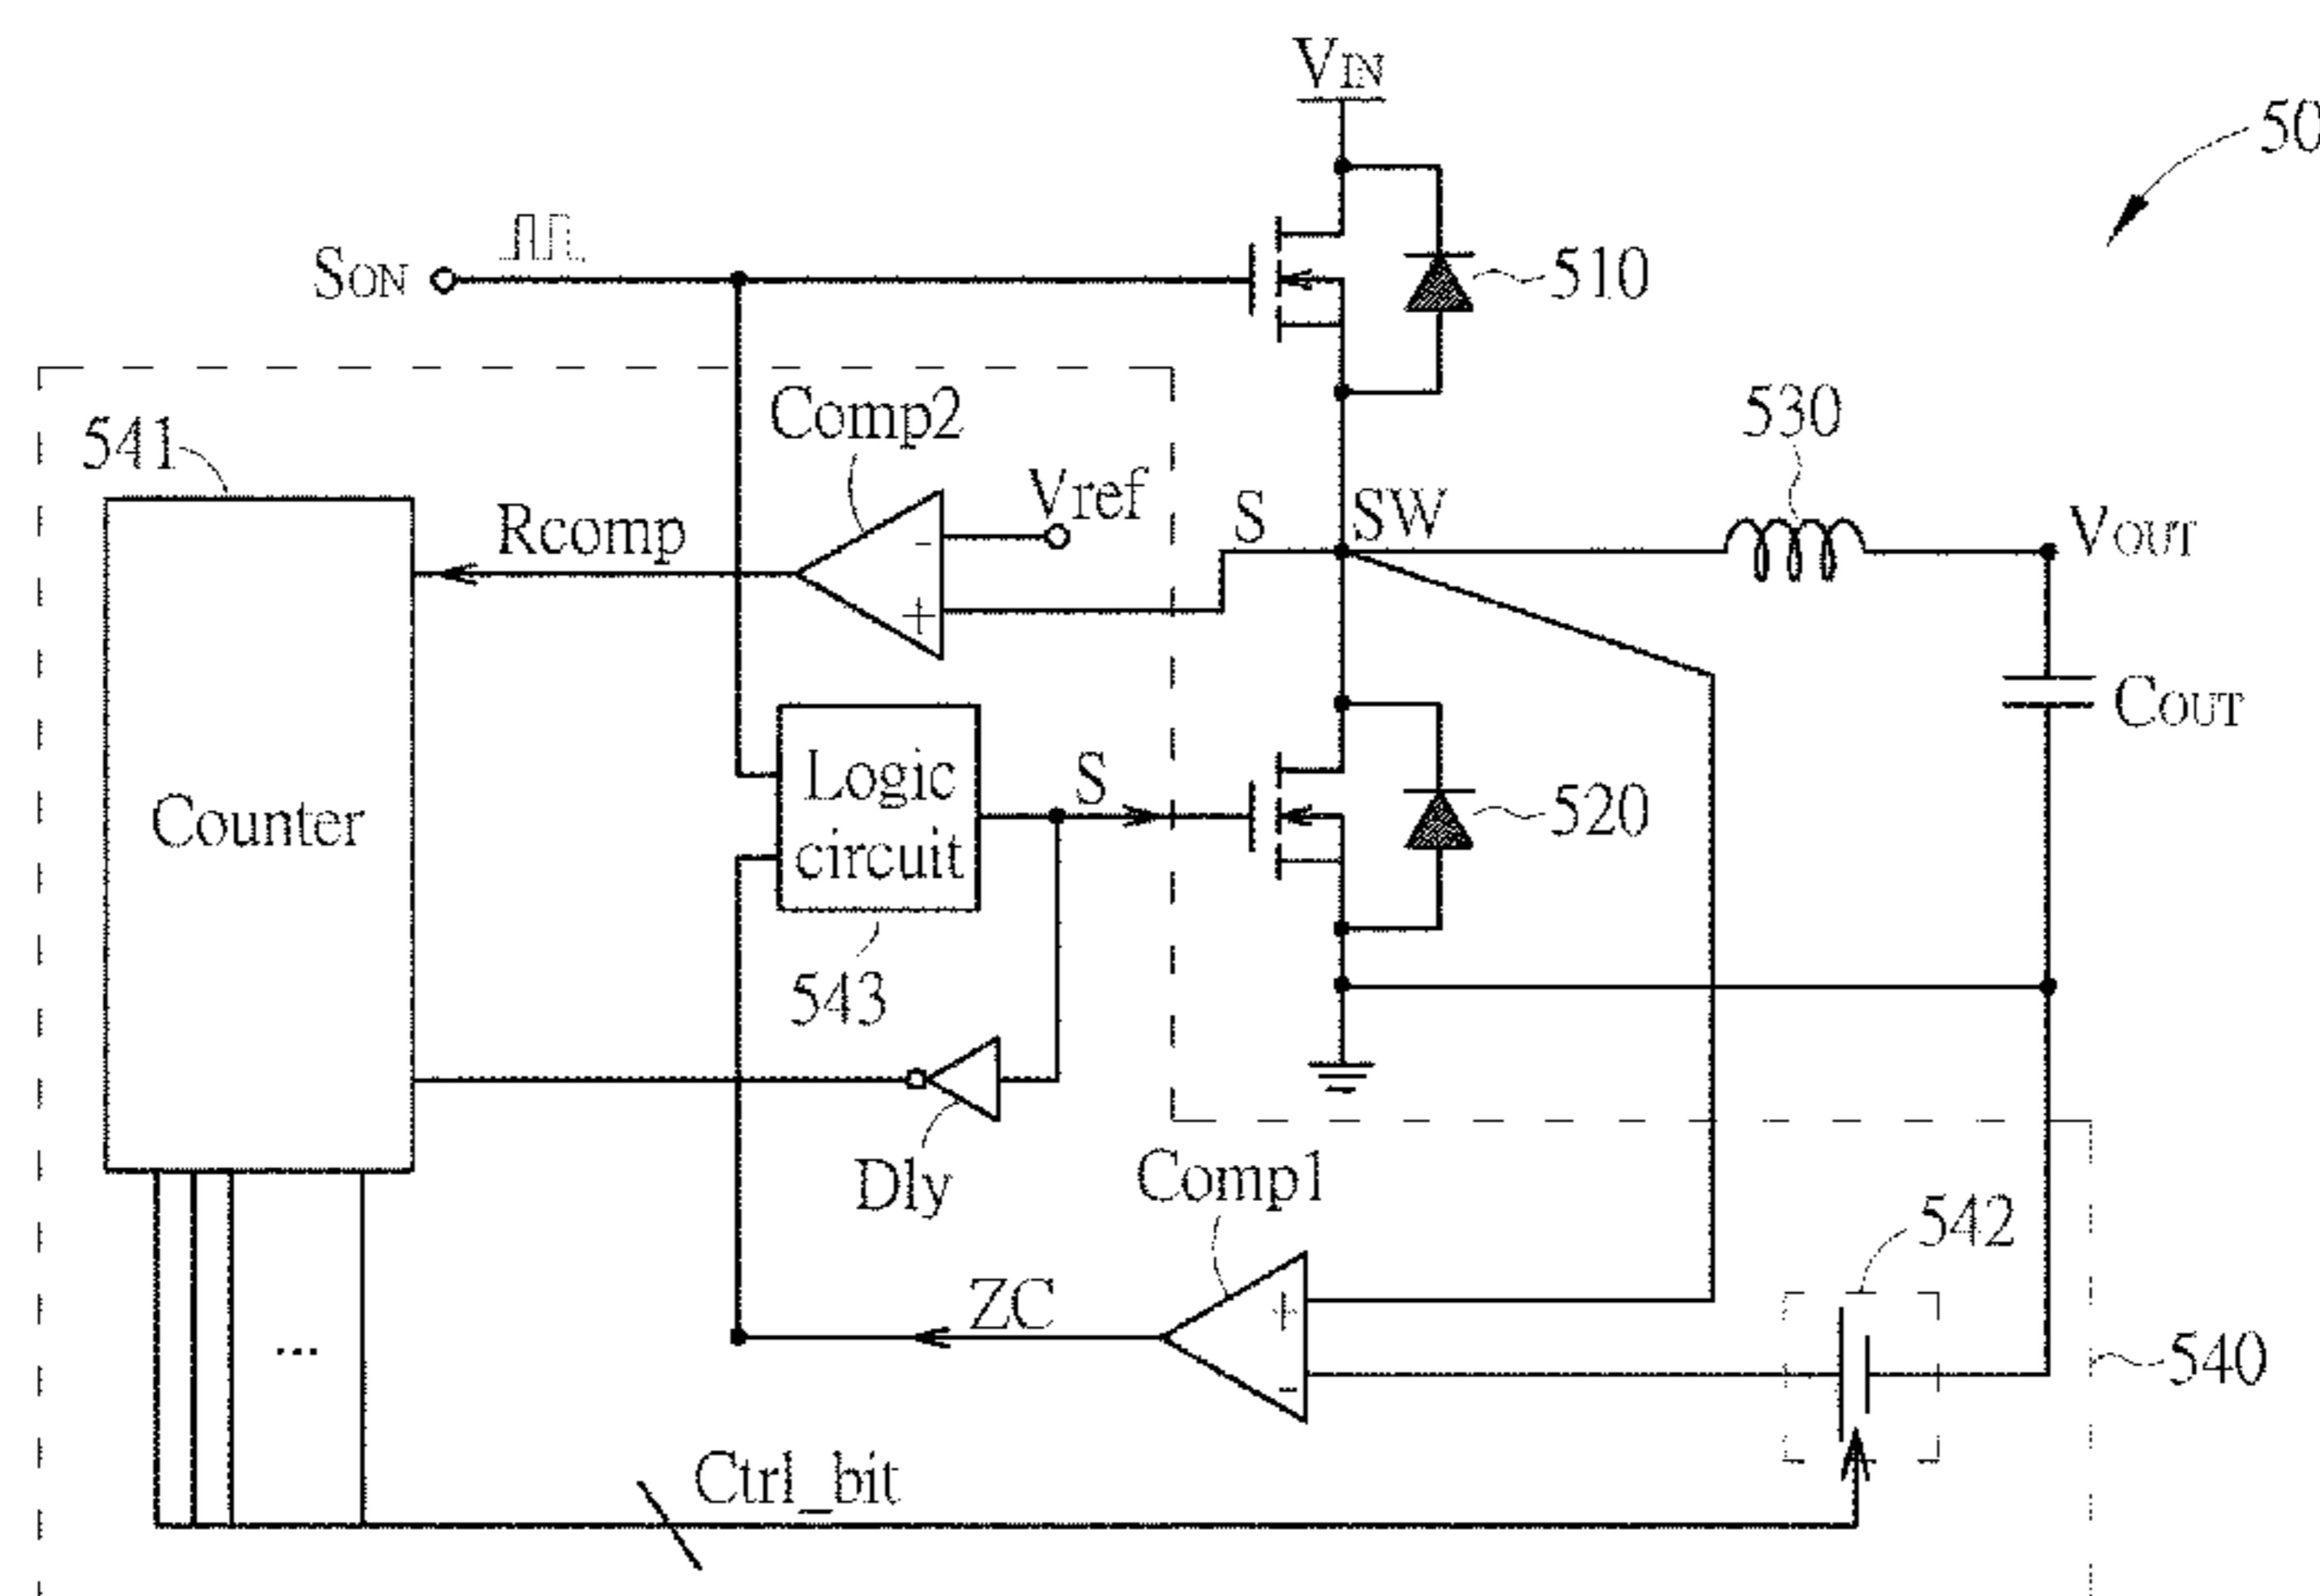 VIN
50
SON
510
Comp2
530
541
Vref
S
SW
VOUT
Rcomp
-
+
COUT
Logic
circuit
S
520
Counter
543
Dly
Comp1
542
ZC
+
-
...
540
Ctrl_bit